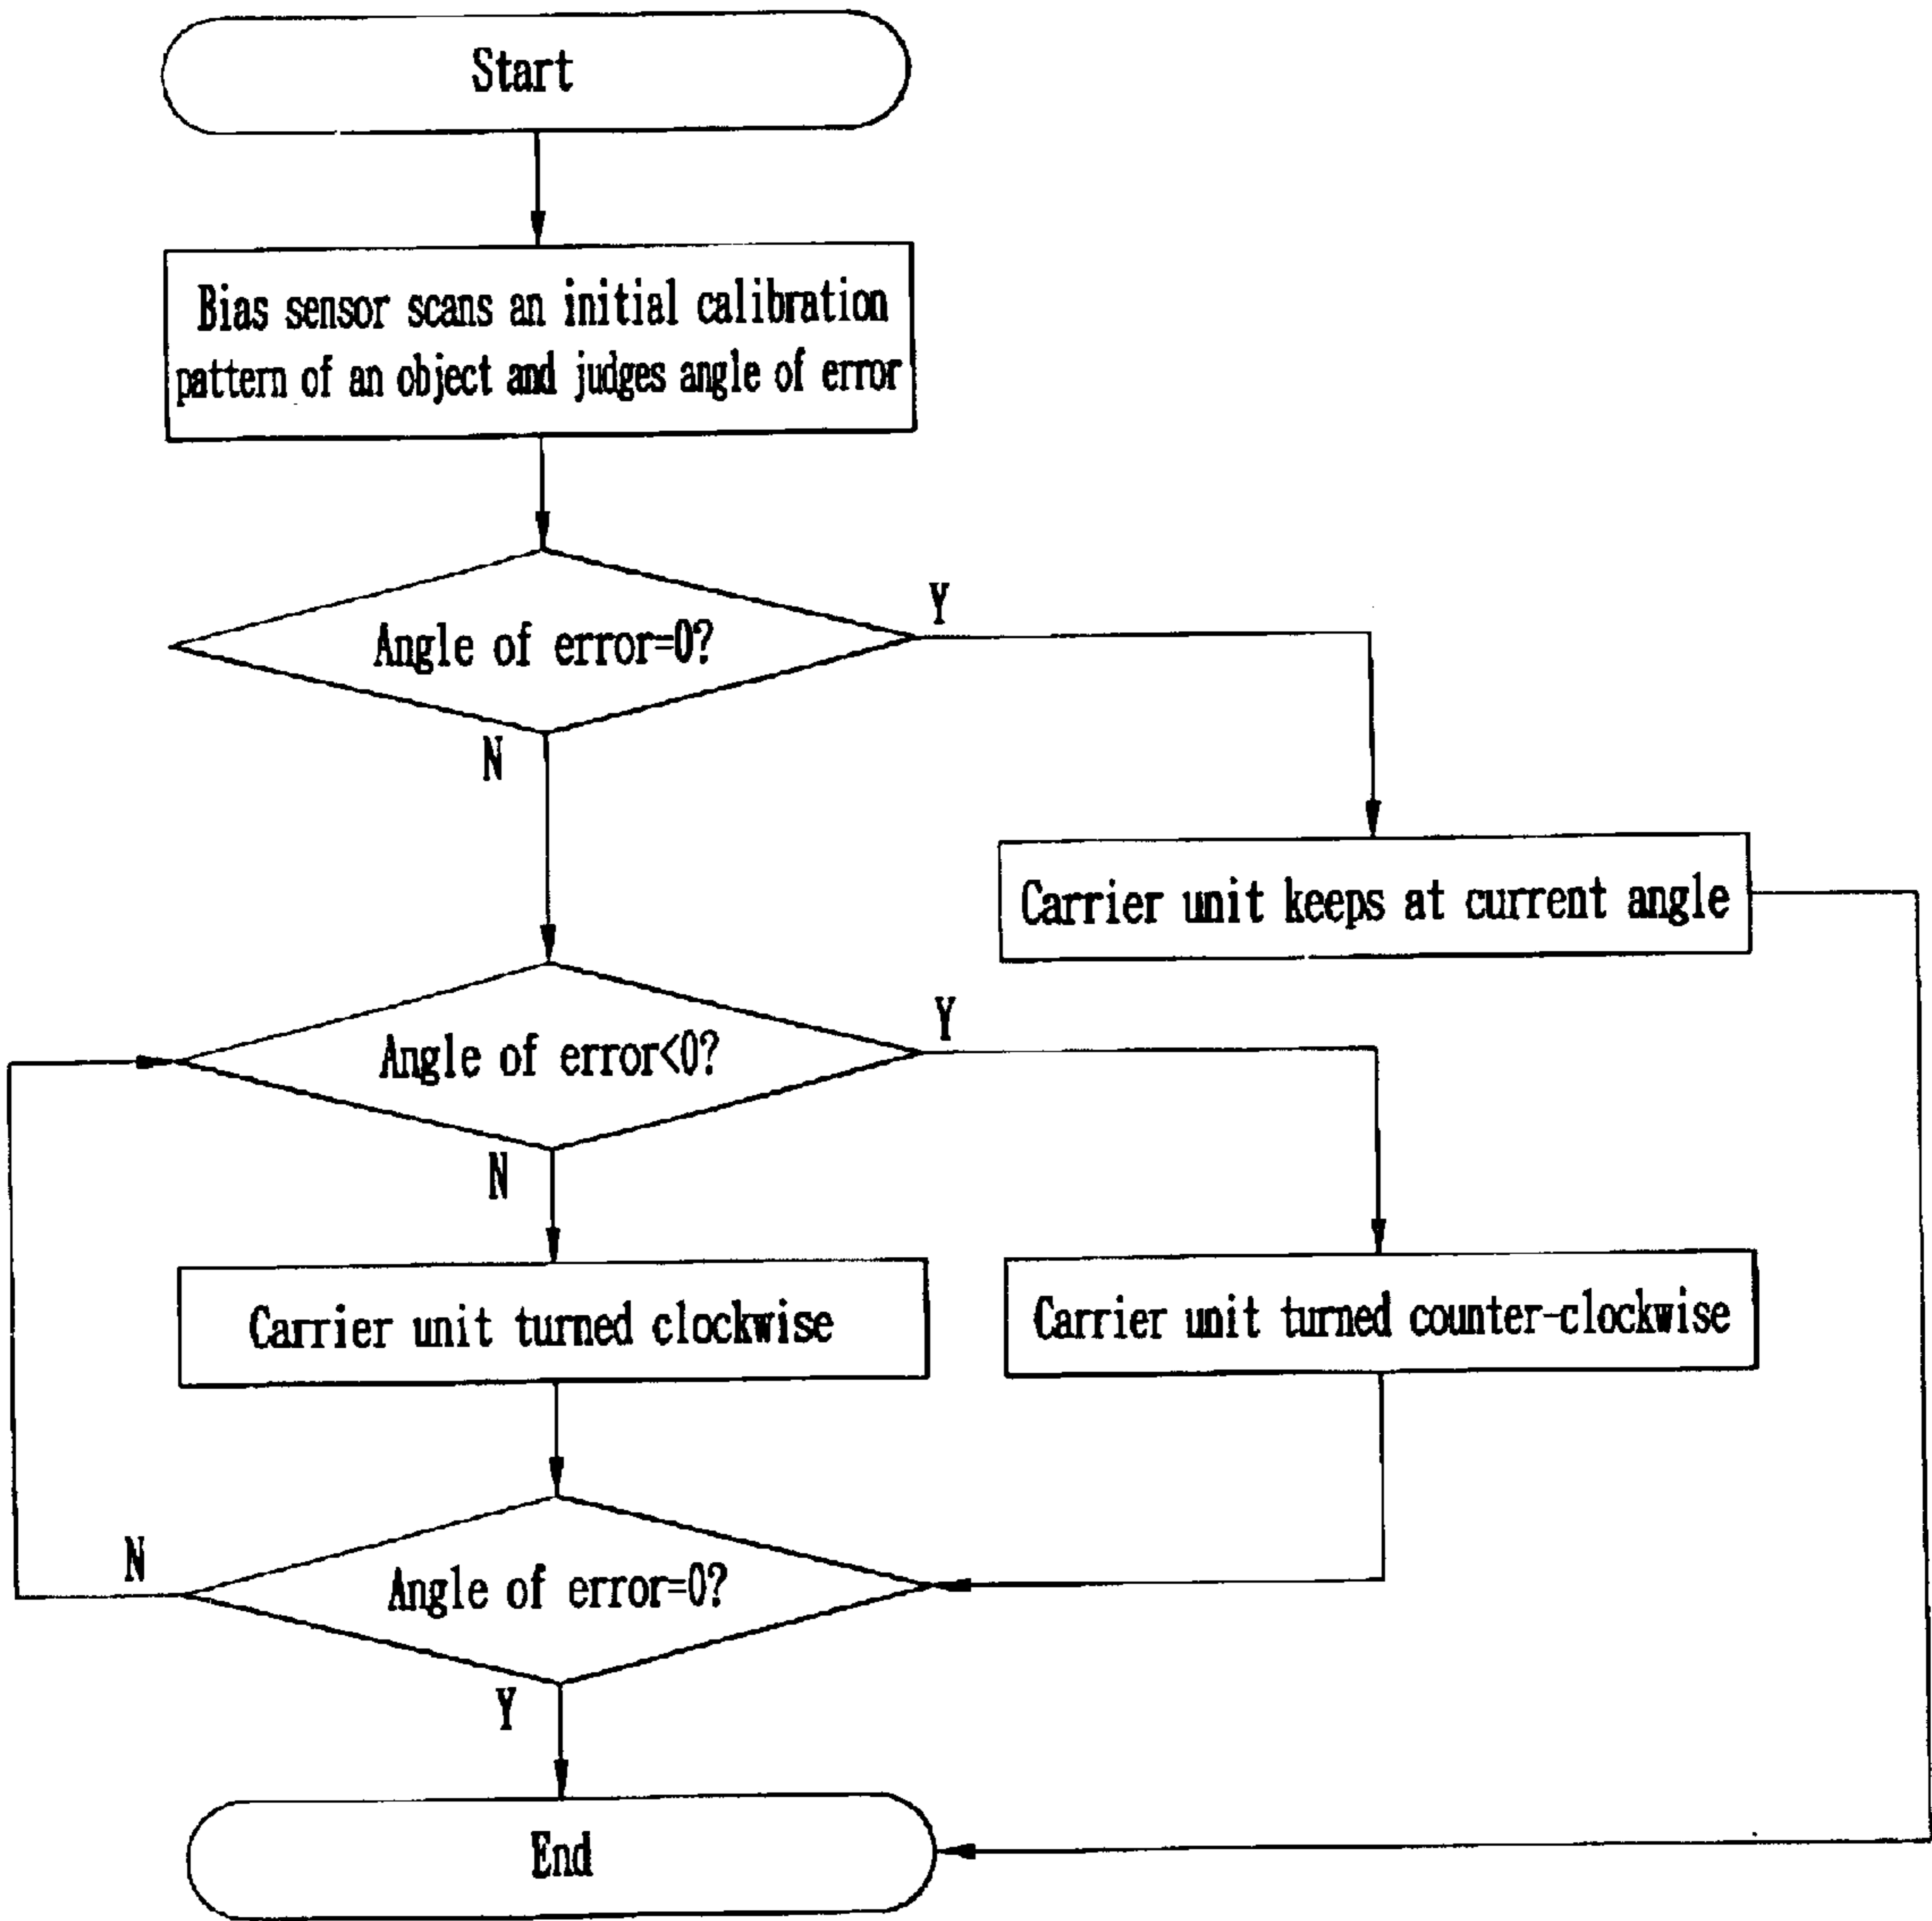 Start
Bias sensor scans an initial calibration
pattern of an object and judges angle of error
Angle of error=0?
Y
N
Carrier unit keeps at current angle
Angle of error<0?
Y
N
Carrier unit turned clockwise
Carrier unit turned counter-clockwise
Angle of error=0?
N
Y
End